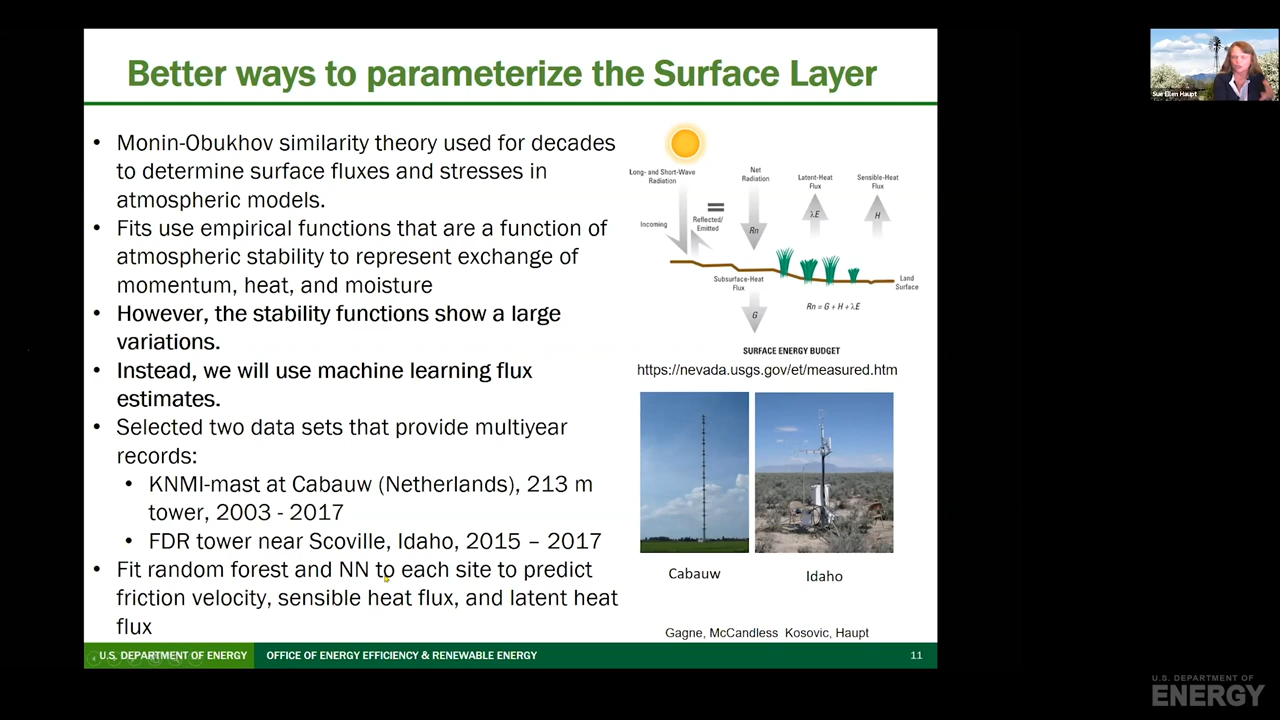 Better ways to parameterize the Surface Layer
• Monin-Obukhov similarity theory used for decades
to determine surface fluxes and stresses in
atmospheric models.
• Fits use empirical functions that are a function of
atmospheric stability to represent exchange of
momentum, heat, and moisture
• However, the stability functions show a large
variations.
• Instead, we will use machine learning flux
estimates.
• Selected two data sets that provide multiyear
records:
• KNMI-mast at Cabauw (Netherlands), 213 m
tower, 2003 - 2017
• FDR tower near Scoville, Idaho, 2015 – 2017
• Fit random forest and NN to each site to predict
friction velocity, sensible heat flux, and latent heat
flux
Long- and Short-Wave
Radiation
Net
Radiation
Latent-Heat
Flux
Sensible-Heat
Flux
Incoming
=
Reflected/
Emitted
Rn
λE
H
Subsurface-Heat
Flux
Land
Surface
G
Rn = G + H + λE
SURFACE ENERGY BUDGET
https://nevada.usgs.gov/et/measured.htm
Cabauw
Idaho
Gagne, McCandless Kosovic, Haupt
U.S. DEPARTMENT OF ENERGY
OFFICE OF ENERGY EFFICIENCY & RENEWABLE ENERGY
11
Sue Ellen Haupt
U.S. DEPARTMENT OF
ENERGY